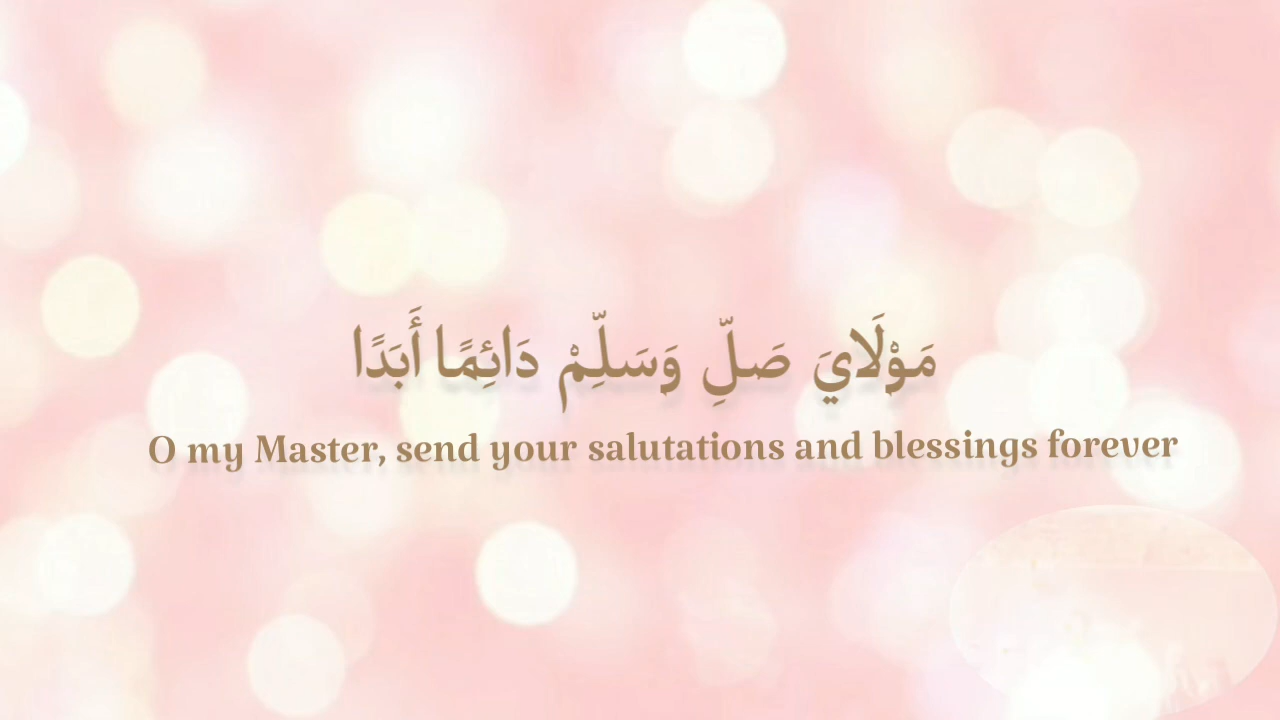 مَوْلَايَ صَلِّ وَسَلِّمْ دَائِمًا أَبَدًا
O my Master, send your salutations and blessings forever